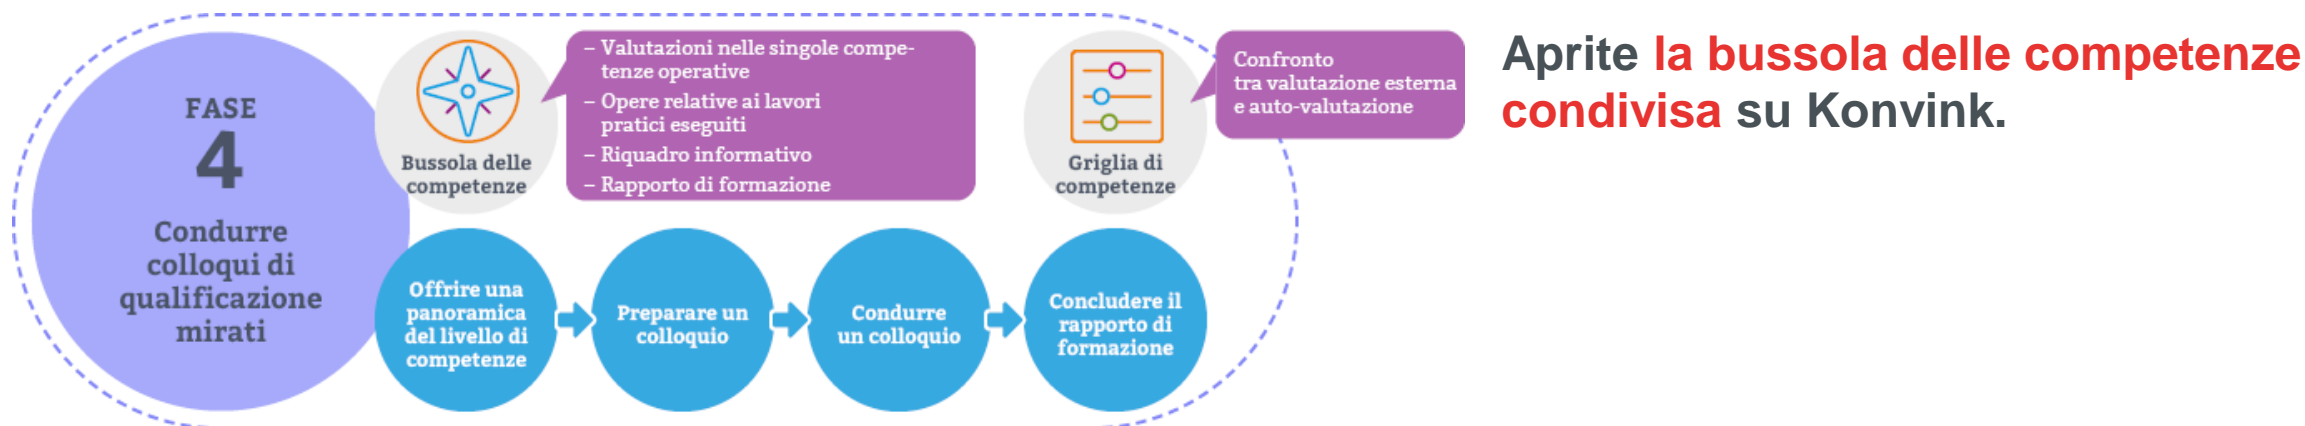 FASE
4
Condurre
colloqui di
qualificazione
mirati
Bussola delle
competenze
– Valutazioni nelle singole compe-
tenze operative
– Opere relative ai lavori
pratici eseguiti
– Riquadro informativo
– Rapporto di formazione
Griglia di
competenze
Confronto
tra valutazione esterna
e auto-valutazione
Offrire una
panoramica
del livello di
competenze
Preparare un
colloquio
Condurre
un colloquio
Concludere il
rapporto di
formazione
Aprite la bussola delle competenze
condivisa su Konvink.